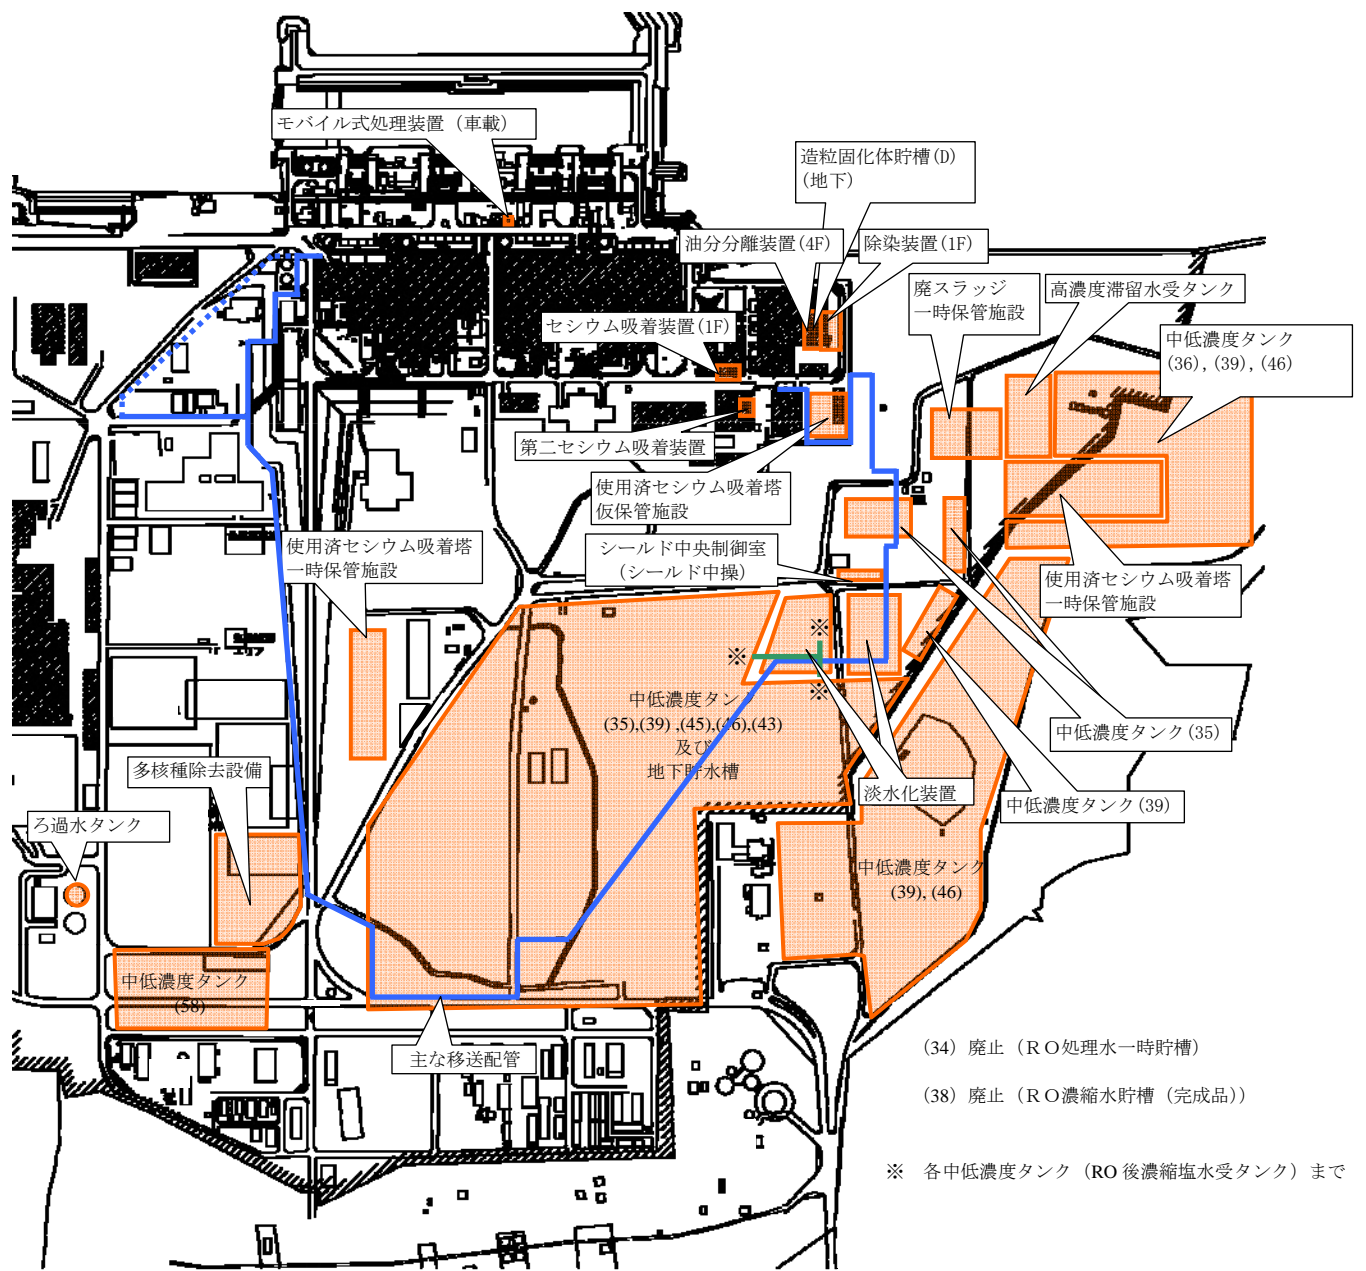 モバイル式処理装置（車載）
造粒固化体貯槽(D)
(地下)
油分分離装置(4F)
除染装置(1F)
廃スラッジ
一時保管施設
高濃度滞留水受タンク
中低濃度タンク
(36), (39), (46)
セシウム吸着装置(1F)
第二セシウム吸着装置
使用済セシウム吸着塔
仮保管施設
シールド中央制御室
（シールド中操）
使用済セシウム吸着塔
一時保管施設
使用済セシウム吸着塔
一時保管施設
エリア
※
※
※
中低濃度タンク
(35),(39) ,(45),(46),(43)
及び
地下貯水槽
中低濃度タンク(35)
淡水化装置
中低濃度タンク(39)
多核種除去設備
ろ過水タンク
中低濃度タンク
(39), (46)
中低濃度タンク
(58)
主な移送配管
(34) 廃止（ＲＯ処理水一時貯槽）
(38) 廃止（ＲＯ濃縮水貯槽（完成品））
※　各中低濃度タンク（RO 後濃縮塩水受タンク）まで